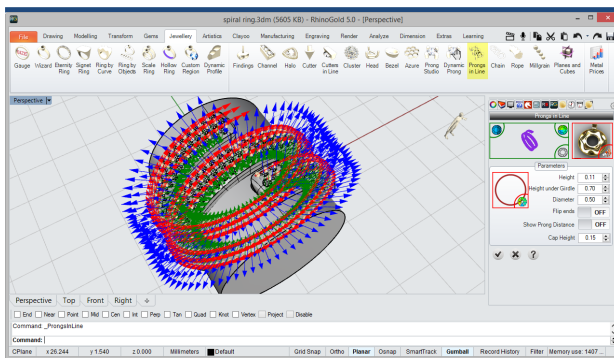 spiral ring.3dm (5605 KB) - RhinoGold 5.0 - [Perspective]
File Drawing Modelling Transform Gems Jewellery Artistics Clayoo Manufacturing Engraving Render Analyze Dimension Extras Learning
Gauge Wizard Eternity Ring Signet Ring Ring by Curve Ring by Objects Scale Ring Hollow Ring Custom Region Dynamic Profile Findings Channel Halo Cutter Cutters in Line Cluster Head Bezel Azure Prong Studio Dynamic Prong Prongs in Line Chain Rope Millgrain Planes and Cubes Metal Prices
Perspective
Prongs in Line
Parameters
Height 0.11
Height under Girdle 0.70
Diameter 0.50
Flip ends OFF
Show Prong Distance OFF
Cap Height 0.15
Perspective Top Front Right
End Near Point Mid Cen Int Perp Tan Quad Knot Vertex Project Disable
Command: _ProngsInLine
Command:
CPlane x 26.244 y 1.540 z 0.000 Millimeters Default Grid Snap Ortho Planar Osnap SmartTrack Gumball Record History Filter Memory use: 1407 ...